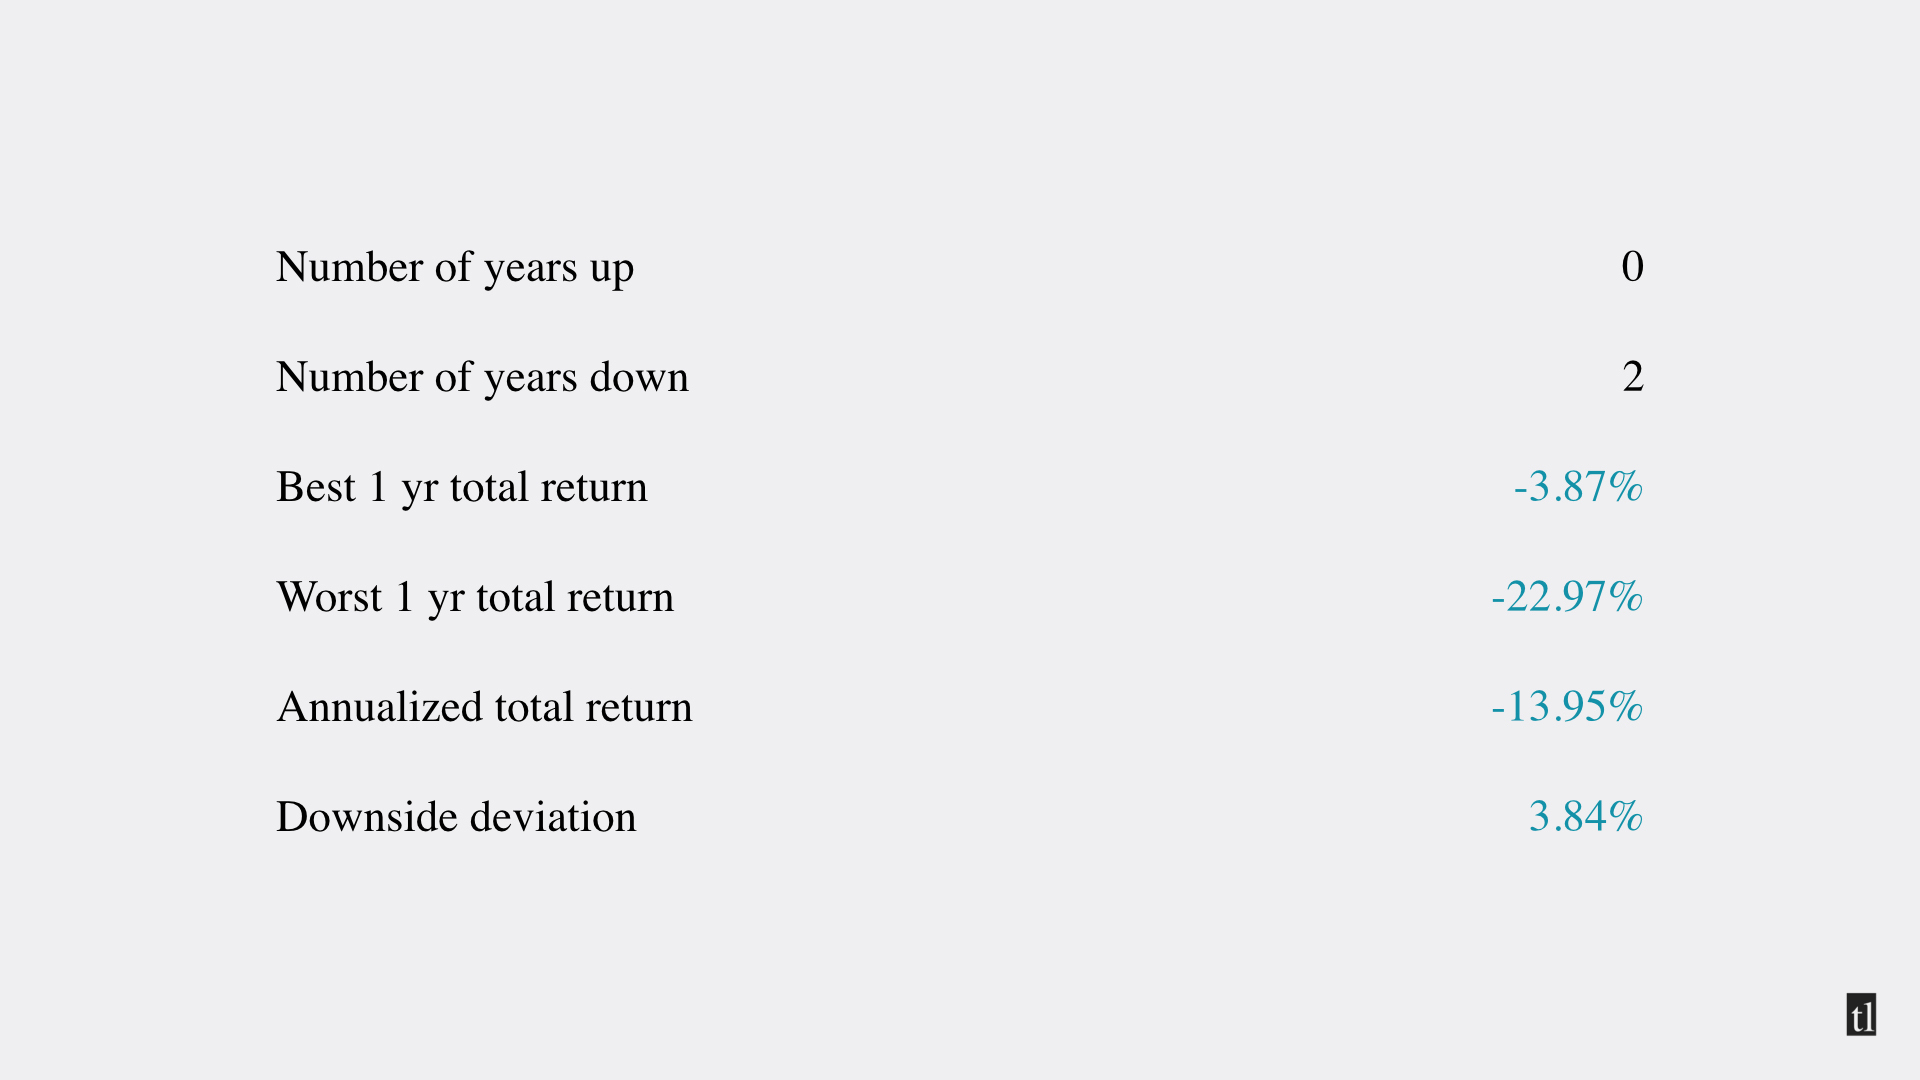 Number of years up 0
Number of years down 2
Best 1 yr total return -3.87%
Worst 1 yr total return -22.97%
Annualized total return -13.95%
Downside deviation 3.84%
tl